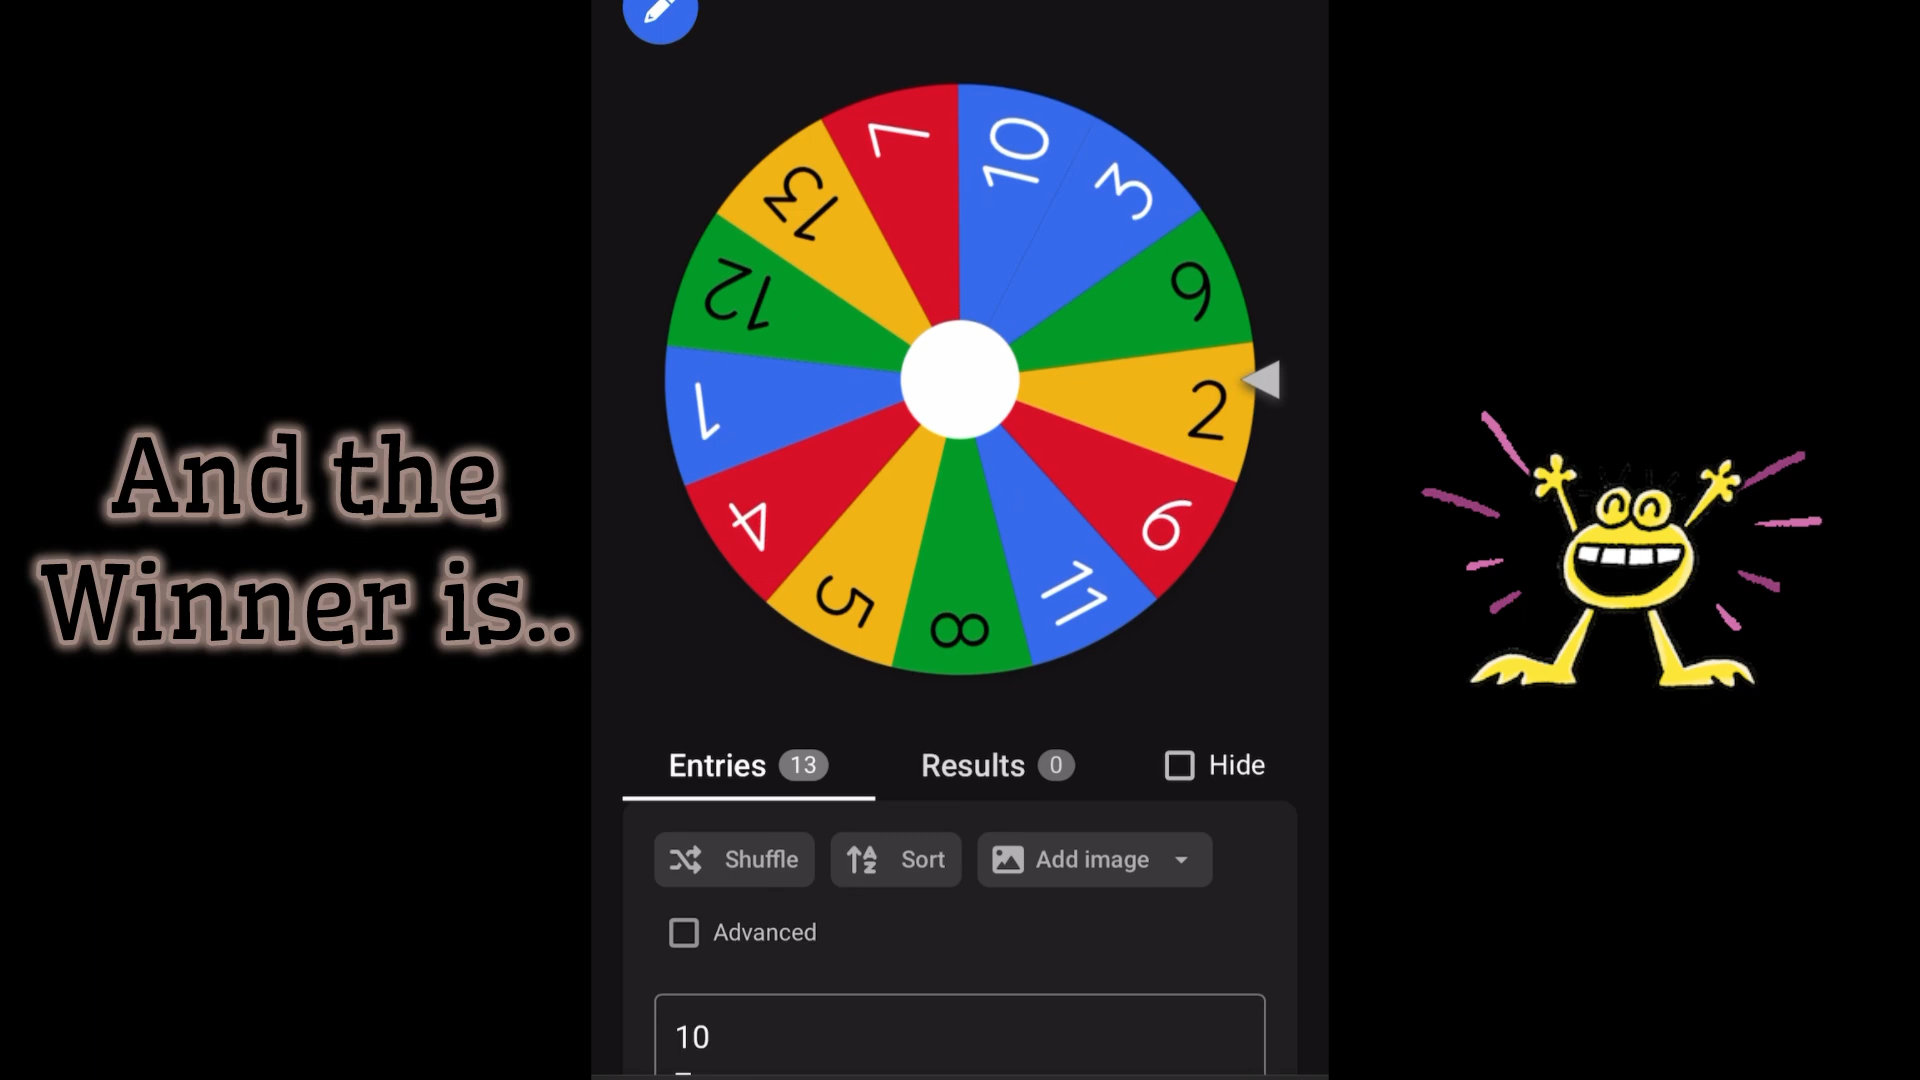 And the
Winner is..
10
3
9
2
6
11
8
5
4
1
12
13
7
Entries 13
Results 0
Hide
Shuffle
Sort
Add image
Advanced
10